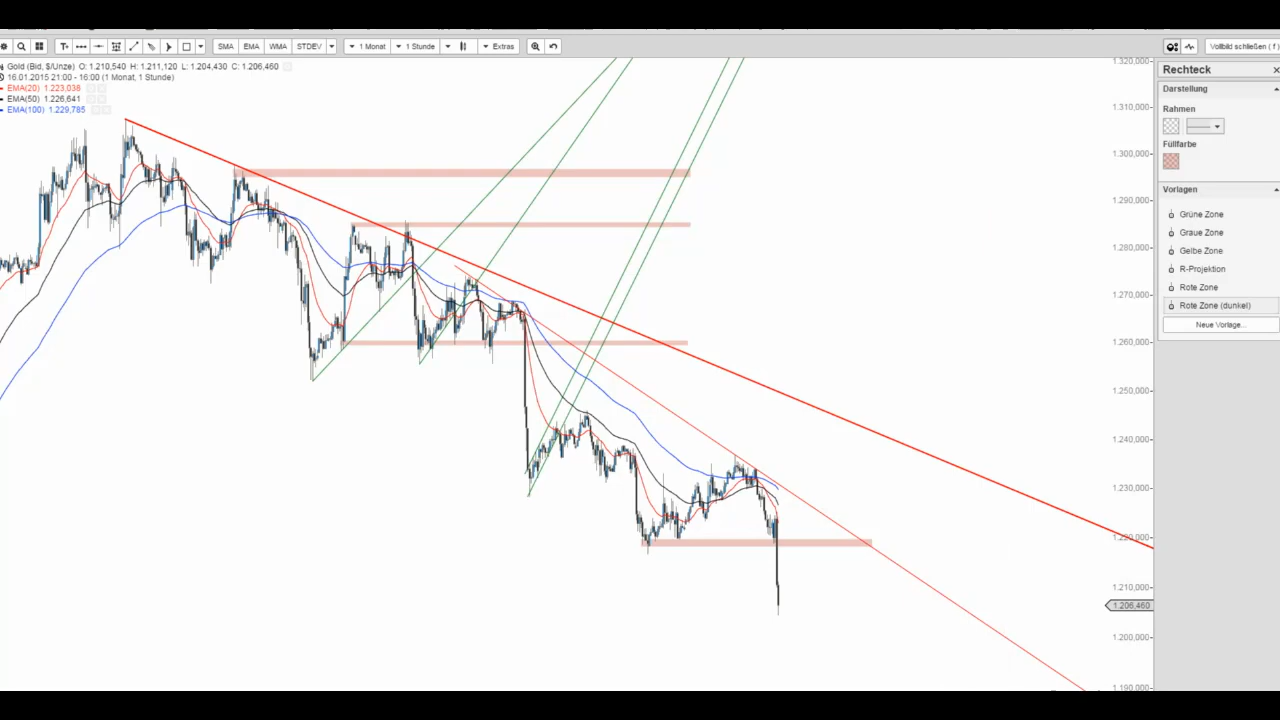 SMA EMA WMA STDEV 1 Monat 1 Stunde Extras Vollbild schließen ( f )
Gold (Bid, $/Unze) O: 1.210,540 H: 1.211,120 L: 1.204,430 C: 1.206,460
16.01.2015 21:00 - 16:00 (1 Monat, 1 Stunde)
EMA(20) 1.223,038
EMA(50) 1.226,641
EMA(100) 1.229,785
1.320,000
1.310,000
1.300,000
1.290,000
1.280,000
1.270,000
1.260,000
1.250,000
1.240,000
1.230,000
1.220,000
1.210,000
1.206,460
1.200,000
1.190,000
Rechteck
Darstellung
Rahmen
Füllfarbe
Vorlagen
Grüne Zone
Graue Zone
Gelbe Zone
R-Projektion
Rote Zone
Rote Zone (dunkel)
Neue Vorlage...